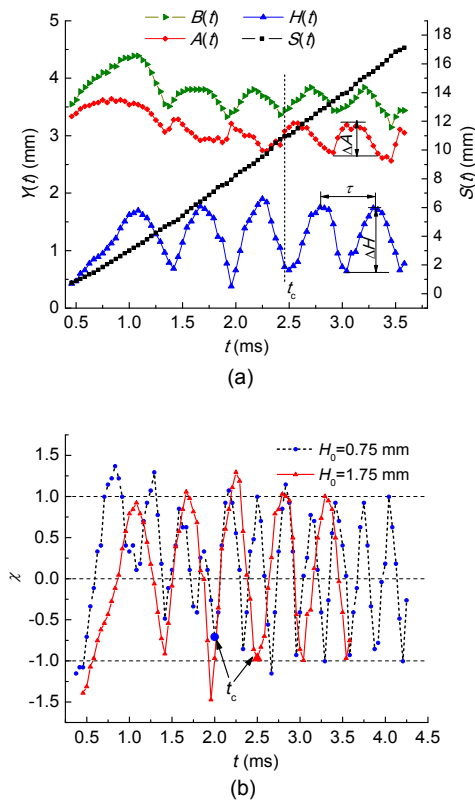 B(t) H(t)
A(t) S(t)
5
4
3
2
1
0
Y(t) (mm)
18
16
14
12
10
8
6
4
2
0
S(t) (mm)
ΔA
τ
ΔH
t_c
0.5 1.0 1.5 2.0 2.5 3.0 3.5
t (ms)
(a)
H_0=0.75 mm
H_0=1.75 mm
1.5
1.0
0.5
0.0
-0.5
-1.0
-1.5
χ
t_c
0.5 1.0 1.5 2.0 2.5 3.0 3.5 4.0 4.5
t (ms)
(b)